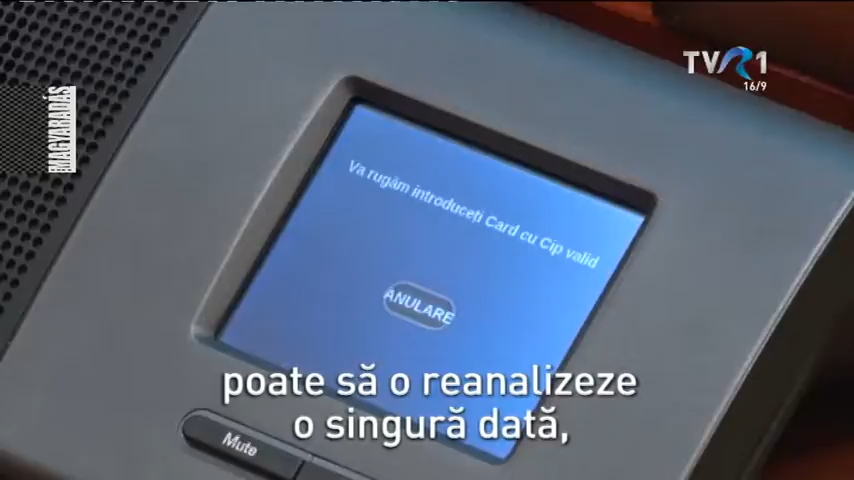 TVR1
16/9
MAGYARADÁS
Va rugăm introduceți Card cu Cip valid
ANULARE
poate să o reanalizeze
o singură dată,
Mute